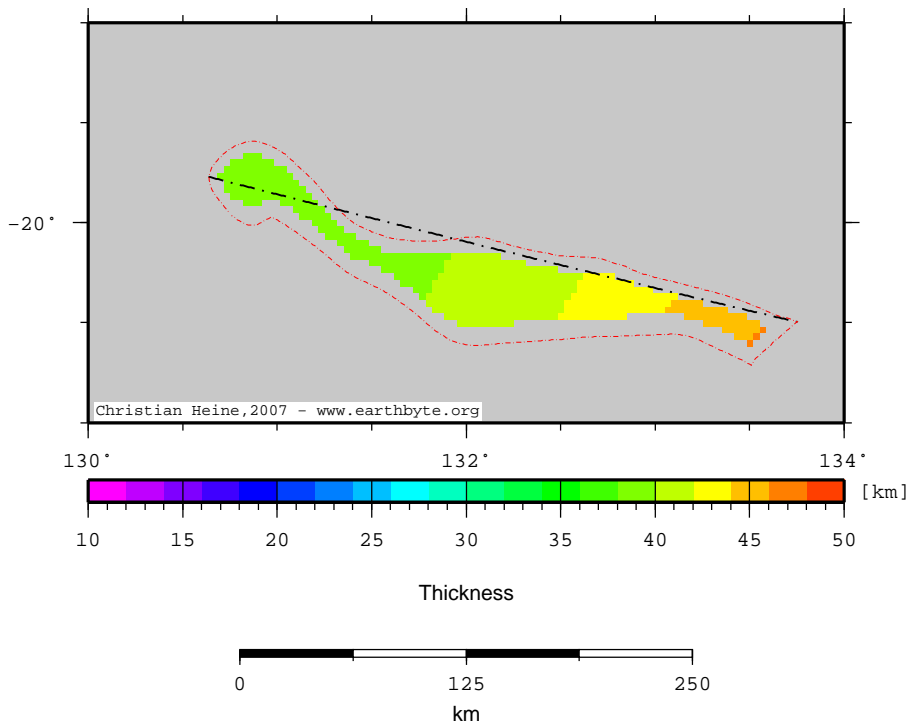 -20°
Christian Heine,2007 - www.earthbyte.org
130° 132° 134°
[km]
10 15 20 25 30 35 40 45 50
Thickness
0 125 250
km